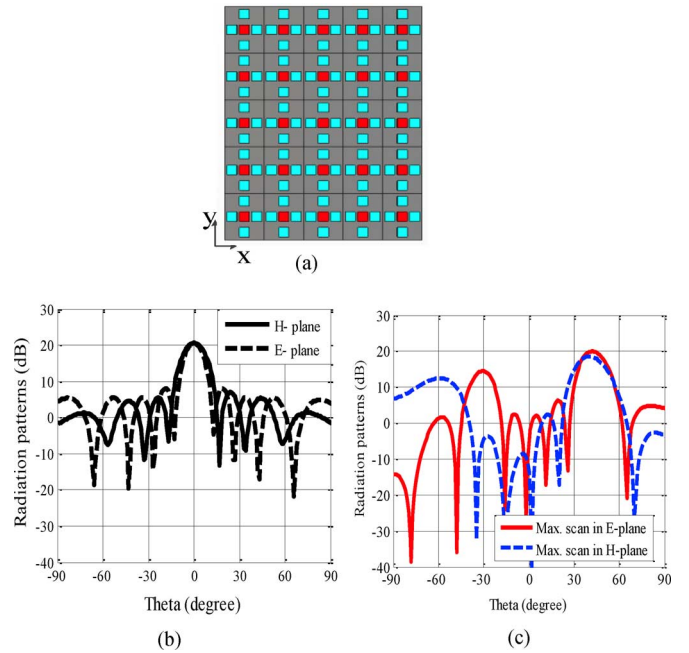 y
x
(a)
Radiation patterns (dB)
30
20
10
0
-10
-20
-30
-40
-90
-60
-30
0
30
60
90
Theta (degree)
H- plane
E- plane
(b)
Radiation patterns (dB)
30
20
10
0
-10
-20
-30
-40
-90
-60
-30
0
30
60
90
Theta (degree)
Max. scan in E-plane
Max. scan in H-plane
(c)